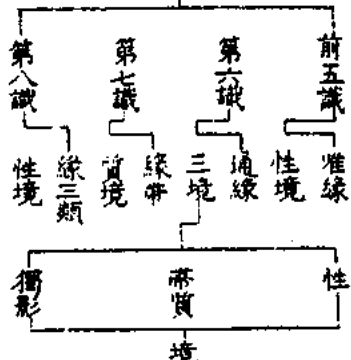 前五識
第六識
第七識
第八識
唯緣
性境
通緣
三境
緣帶
質境
緣三類
性境
性
帶質
獨影
境